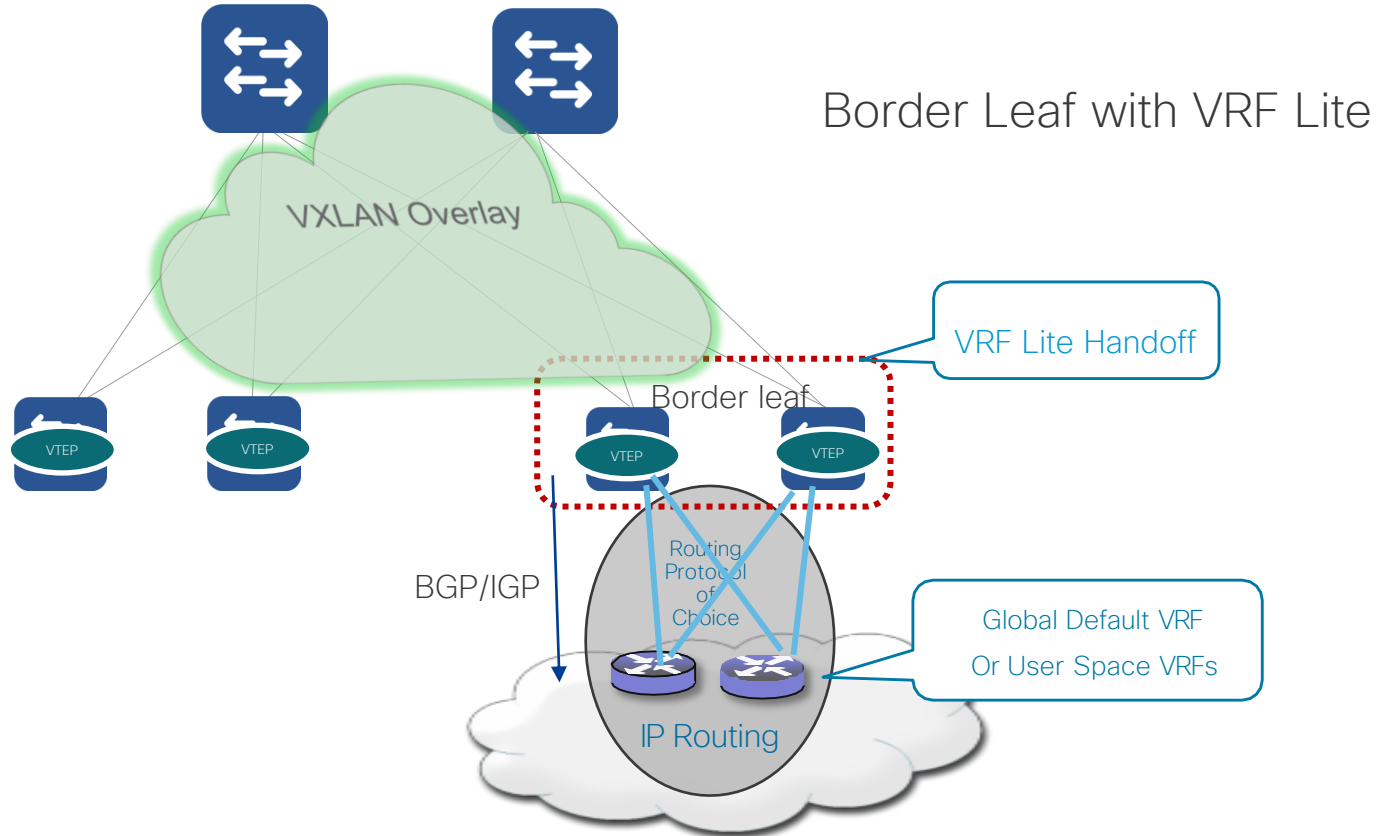 Border Leaf with VRF Lite
VXLAN Overlay
VRF Lite Handoff
Border leaf
VTEP
VTEP
VTEP
VTEP
Routing
Protocol
of
Choice
BGP/IGP
Global Default VRF
Or User Space VRFs
IP Routing